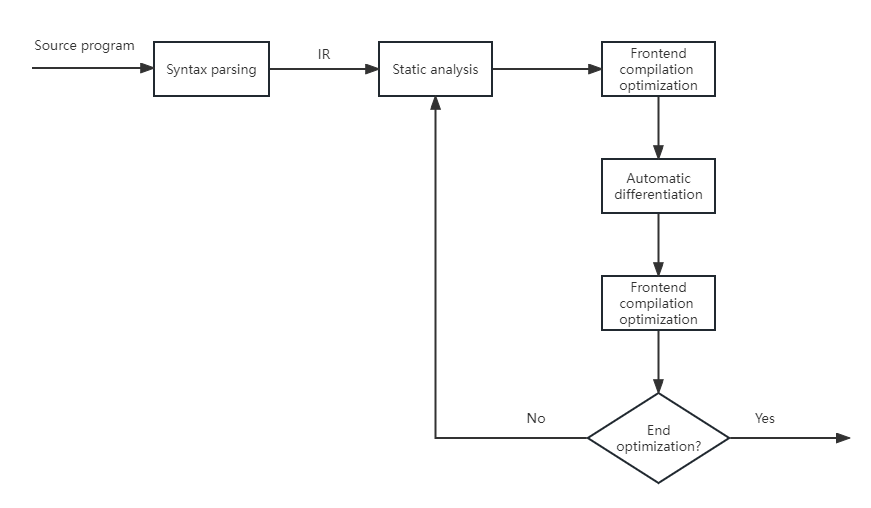 Source program
Syntax parsing
IR
Static analysis
Frontend
compilation
optimization
Automatic
differentiation
Frontend
compilation
optimization
End
optimization?
No
Yes